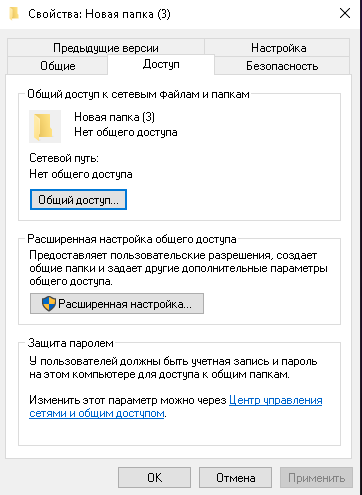 Свойства: Новая папка (3)
Предыдущие версии
Настройка
Общие
Доступ
Безопасность
Общий доступ к сетевым файлам и папкам
Новая папка (3)
Нет общего доступа
Сетевой путь:
Нет общего доступа
Общий доступ...
Расширенная настройка общего доступа
Предоставляет пользовательские разрешения, создает
общие папки и задает другие дополнительные параметры
общего доступа.
Расширенная настройка...
Защита паролем
У пользователей должны быть учетная запись и пароль
на этом компьютере для доступа к общим папкам.
Изменить этот параметр можно через Центр управления
сетями и общим доступом.
ОК
Отмена
Применить